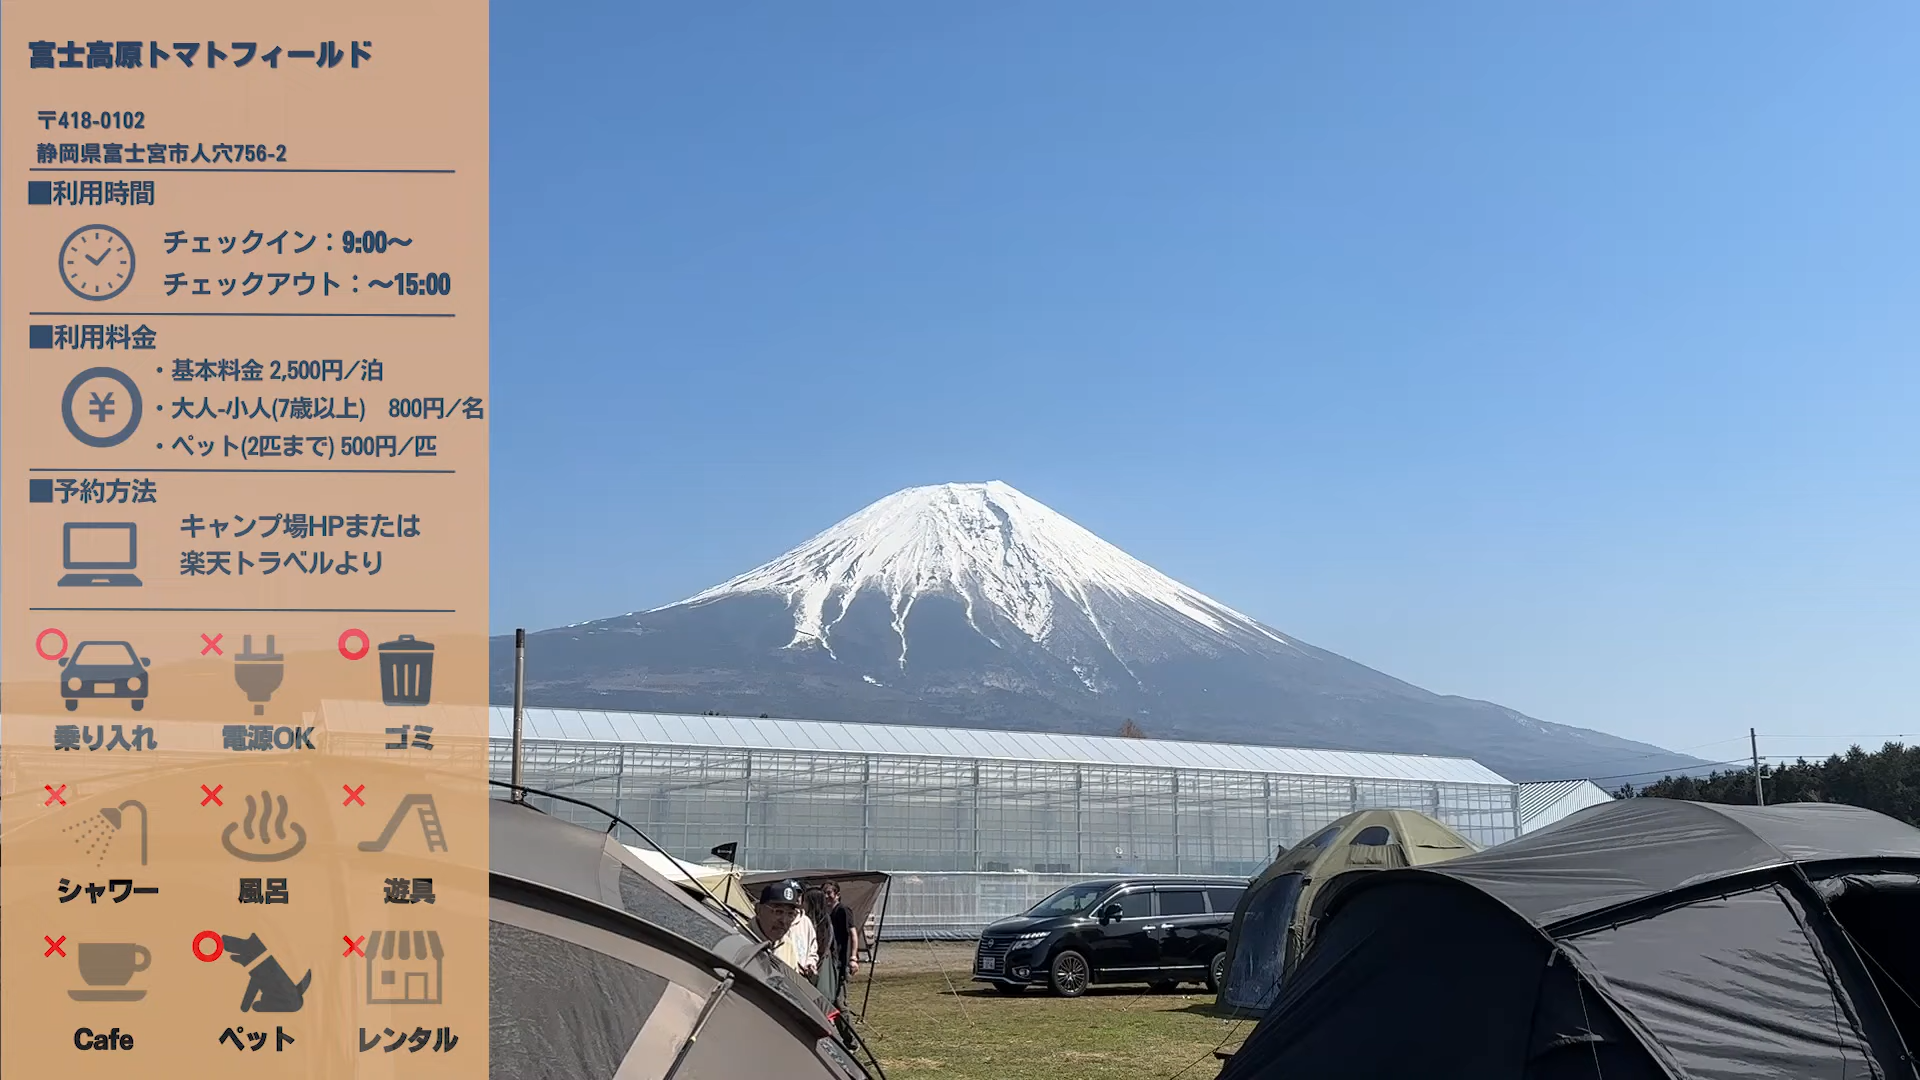 富士高原トマトフィールド
〒418-0102
静岡県富士宮市人穴756-2
■利用時間
チェックイン：9:00〜
チェックアウト：〜15:00
■利用料金
・基本料金 2,500円／泊
・大人-小人(7歳以上)　800円／名
・ペット(2匹まで) 500円／匹
■予約方法
キャンプ場HPまたは
楽天トラベルより
乗り入れ
電源OK
ゴミ
シャワー
風呂
遊具
Cafe
ペット
レンタル